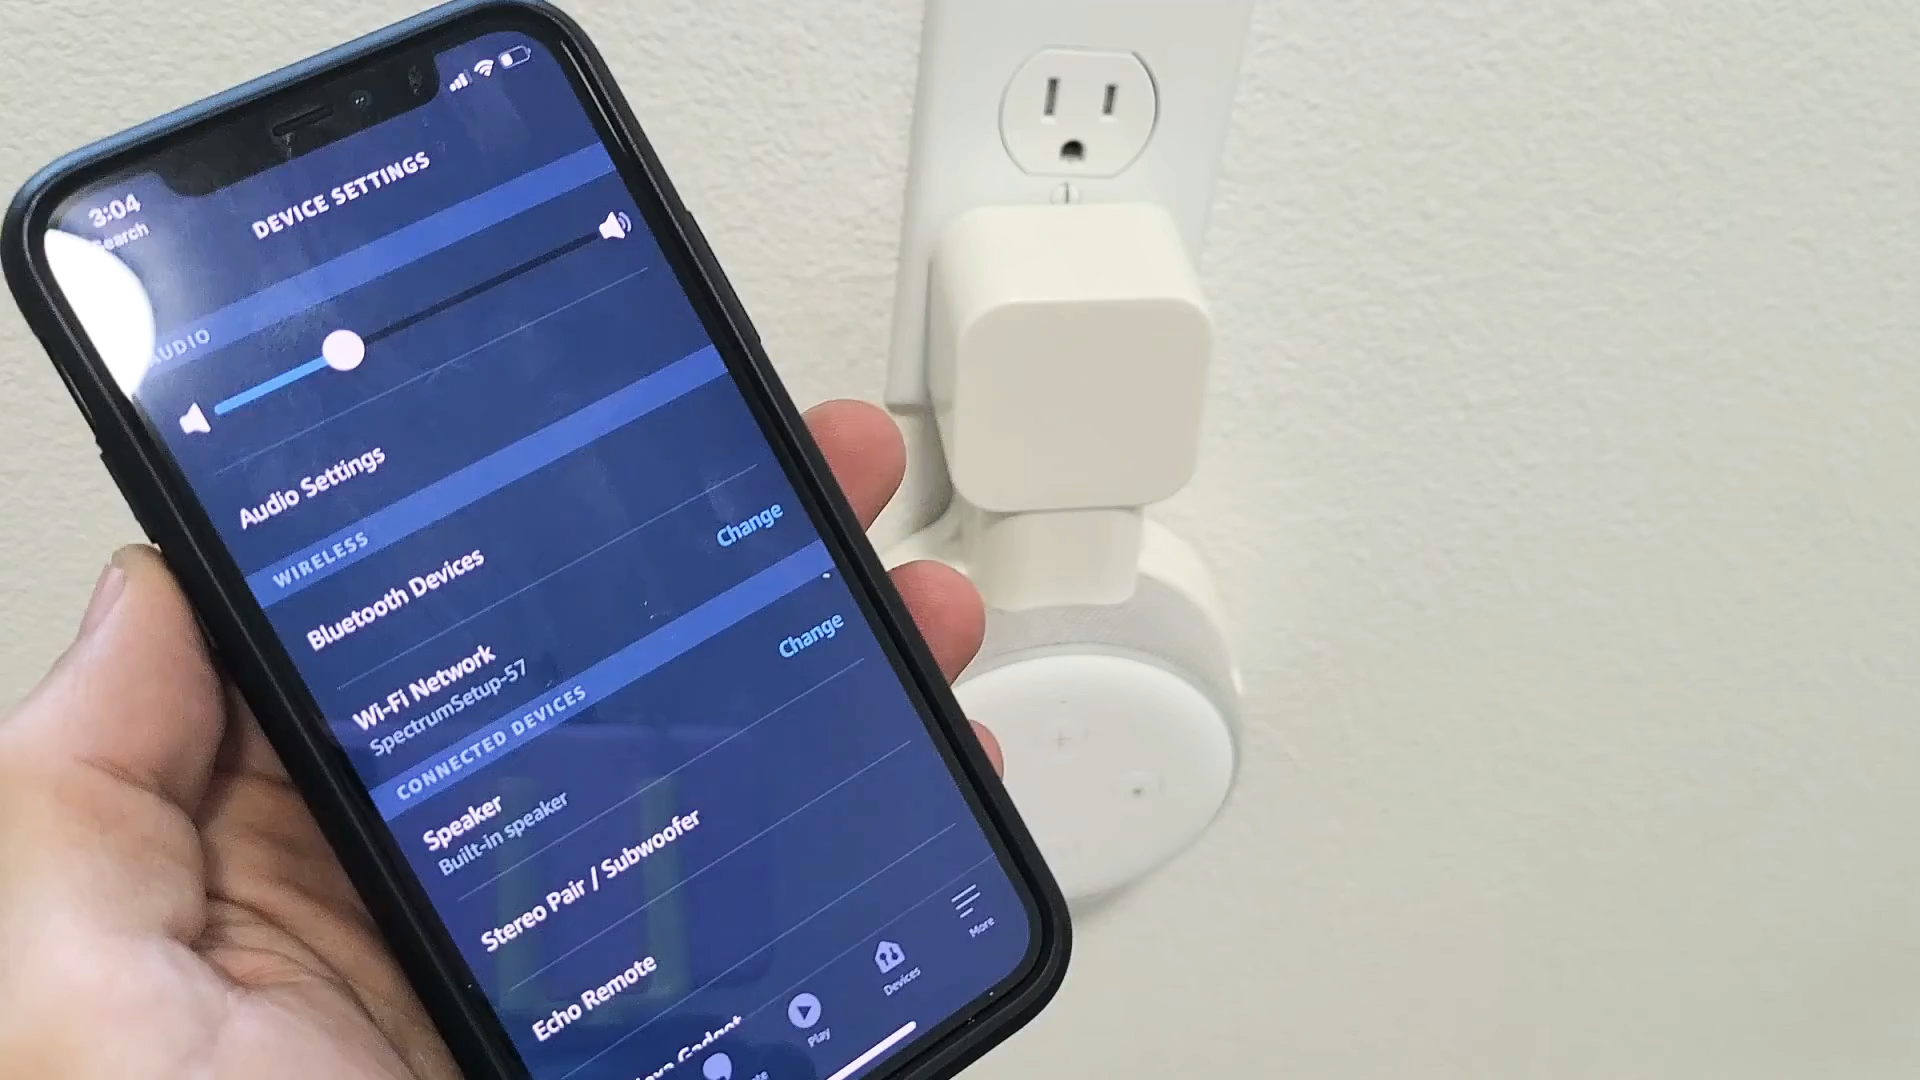 3:04
Search
DEVICE SETTINGS
AUDIO
Audio Settings
WIRELESS
Bluetooth Devices
Change
Wi-Fi Network
SpectrumSetup-57
Change
CONNECTED DEVICES
Speaker
Built-in speaker
Stereo Pair / Subwoofer
Echo Remote
Gadget
Play
Devices
More